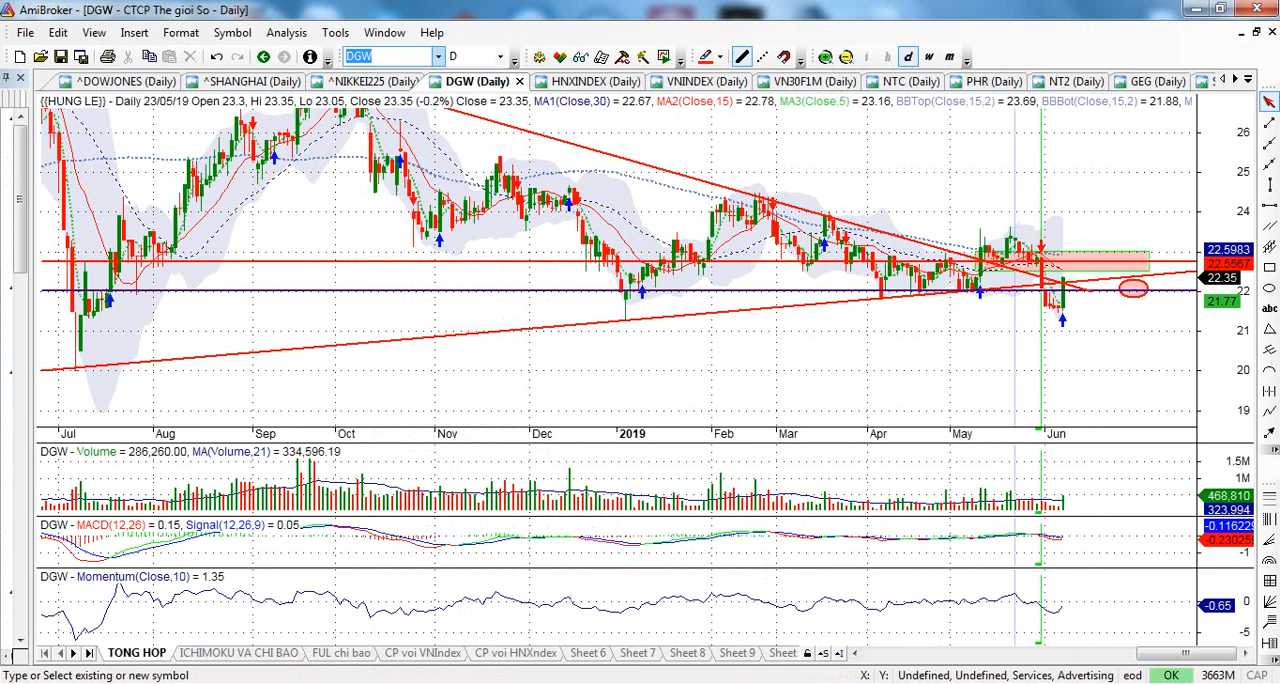 AmiBroker - [DGW - CTCP The gioi So - Daily]
File Edit View Insert Format Symbol Analysis Tools Window Help
DGW D i h d w m
^DOWJONES (Daily) ^SHANGHAI (Daily) ^NIKKEI225 (Daily) DGW (Daily) HNXINDEX (Daily) VNINDEX (Daily) VN30F1M (Daily) NTC (Daily) PHR (Daily) NT2 (Daily) GEG (Daily)
{{HUNG LE}} - Daily 23/05/19 Open 23.3, Hi 23.35, Lo 23.05, Close 23.35 (-0.2%) Close = 23.35, MA1(Close,30) = 22.67, MA2(Close,15) = 22.78, MA3(Close,5) = 23.16, BBTop(Close,15,2) = 23.69, BBBot(Close,15,2) = 21.88, M
26
25
24
22.5983
22.5567
22.35
22
21.77
21
20
19
abc
Jul Aug Sep Oct Nov Dec 2019 Feb Mar Apr May Jun
DGW - Volume = 286,260.00, MA(Volume,21) = 334,596.19
1.5M
1M
468,810
323,994
DGW - MACD(12,26) = 0.15, Signal(12,26,9) = 0.05
-0.116229
-0.230259
-1
DGW - Momentum(Close,10) = 1.35
0
-0.65
-5
TONG HOP ICHIMOKU VA CHI BAO FUL ch bao CP voi VNIndex CP voi HNXndex Sheet 6 Sheet 7 Sheet 8 Sheet 9 Sheet
Type or Select existing or new symbol X: Y: Undefined, Undefined, Services, Advertising eod OK 3663M CAP